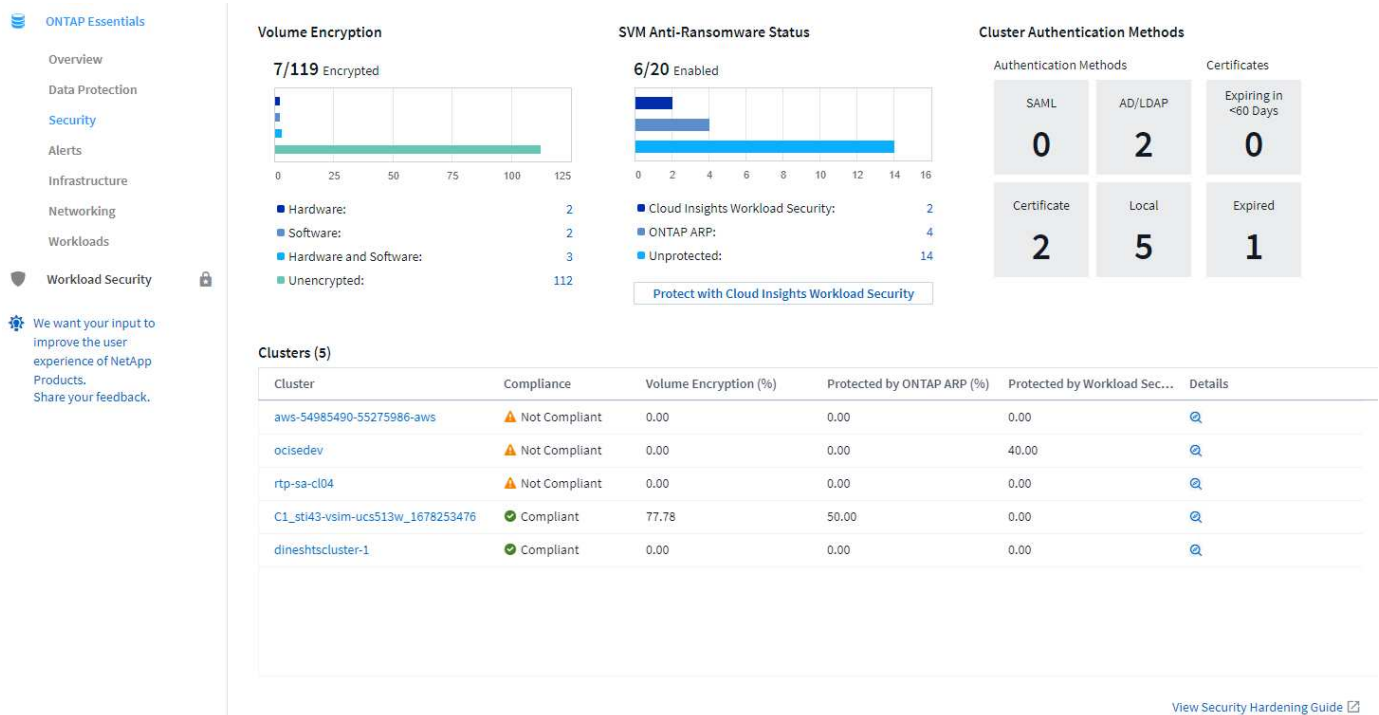 ONTAP Essentials
Overview
Data Protection
Security
Alerts
Infrastructure
Networking
Workloads
Workload Security
We want your input to
improve the user
experience of NetApp
Products.
Share your feedback.
Volume Encryption
7/119 Encrypted
0 25 50 75 100 125
Hardware: 2
Software: 2
Hardware and Software: 3
Unencrypted: 112
SVM Anti-Ransomware Status
6/20 Enabled
0 2 4 6 8 10 12 14 16
Cloud Insights Workload Security: 2
ONTAP ARP: 4
Unprotected: 14
Protect with Cloud Insights Workload Security
Cluster Authentication Methods
Authentication Methods Certificates
SAML
0
AD/LDAP
2
Expiring in
<60 Days
0
Certificate
2
Local
5
Expired
1
Clusters (5)
Cluster Compliance Volume Encryption (%) Protected by ONTAP ARP (%) Protected by Workload Sec... Details
aws-54985490-55275986-aws Not Compliant 0.00 0.00 0.00
ocisedev Not Compliant 0.00 0.00 40.00
rtp-sa-cl04 Not Compliant 0.00 0.00 0.00
C1_sti43-vsim-ucs513w_1678253476 Compliant 77.78 50.00 0.00
dineshtscluster-1 Compliant 0.00 0.00 0.00
View Security Hardening Guide